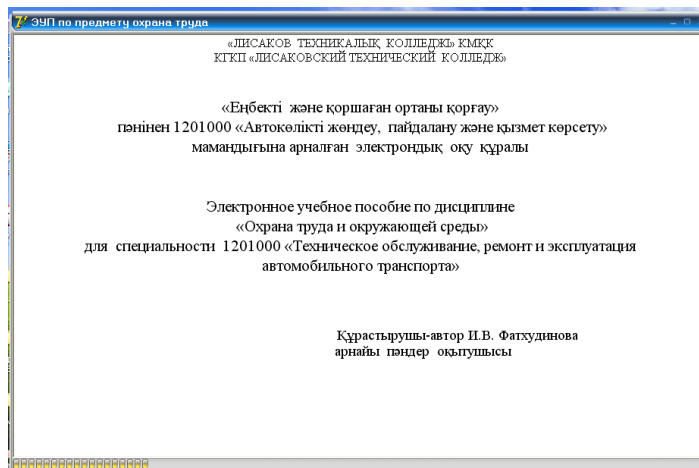 ЭУП по предмету охрана труда
«ЛИСАКОВ ТЕХНИКАЛЫҚ КОЛЛЕДЖІ» КМҚК
КГКП «ЛИСАКОВСКИЙ ТЕХНИЧЕСКИЙ КОЛЛЕДЖ»
«Еңбекті және қоршаған ортаны қорғау»
пәнінен 1201000 «Автокөлікті жөндеу, пайдалану және қызмет көрсету»
мамандығына арналған электрондық оқу құралы
Электронное учебное пособие по дисциплине
«Охрана труда и окружающей среды»
для специальности 1201000 «Техническое обслуживание, ремонт и эксплуатация
автомобильного транспорта»
Құрастырушы-автор И.В. Фатхудинова
арнайы пәндер оқытушысы